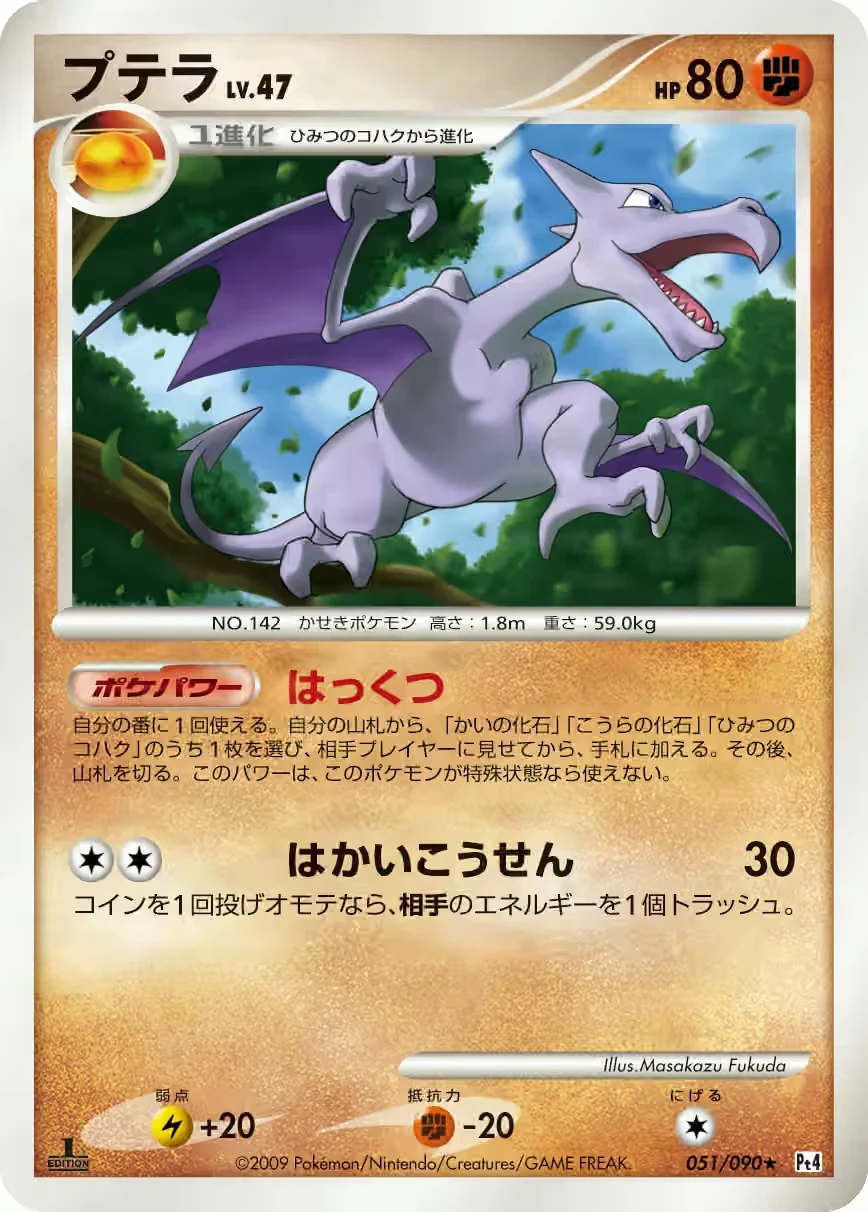 プテラ LV.47 HP 80
1進化 ひみつのコハクから進化
NO.142 かせきポケモン 高さ：1.8m 重さ：59.0kg
ポケパワー はっくつ
自分の番に1回使える。自分の山札から、「かいの化石」「こうらの化石」「ひみつの
コハク」のうち1枚を選び、相手プレイヤーに見せてから、手札に加える。その後、
山札を切る。このパワーは、このポケモンが特殊状態なら使えない。
はかいこうせん 30
コインを1回投げオモテなら、相手のエネルギーを1個トラッシュ。
Illus.Masakazu Fukuda
弱点 抵抗力 にげる
+20 -20
1 EDITION
©2009 Pokémon/Nintendo/Creatures/GAME FREAK. 051/090★ Pt4